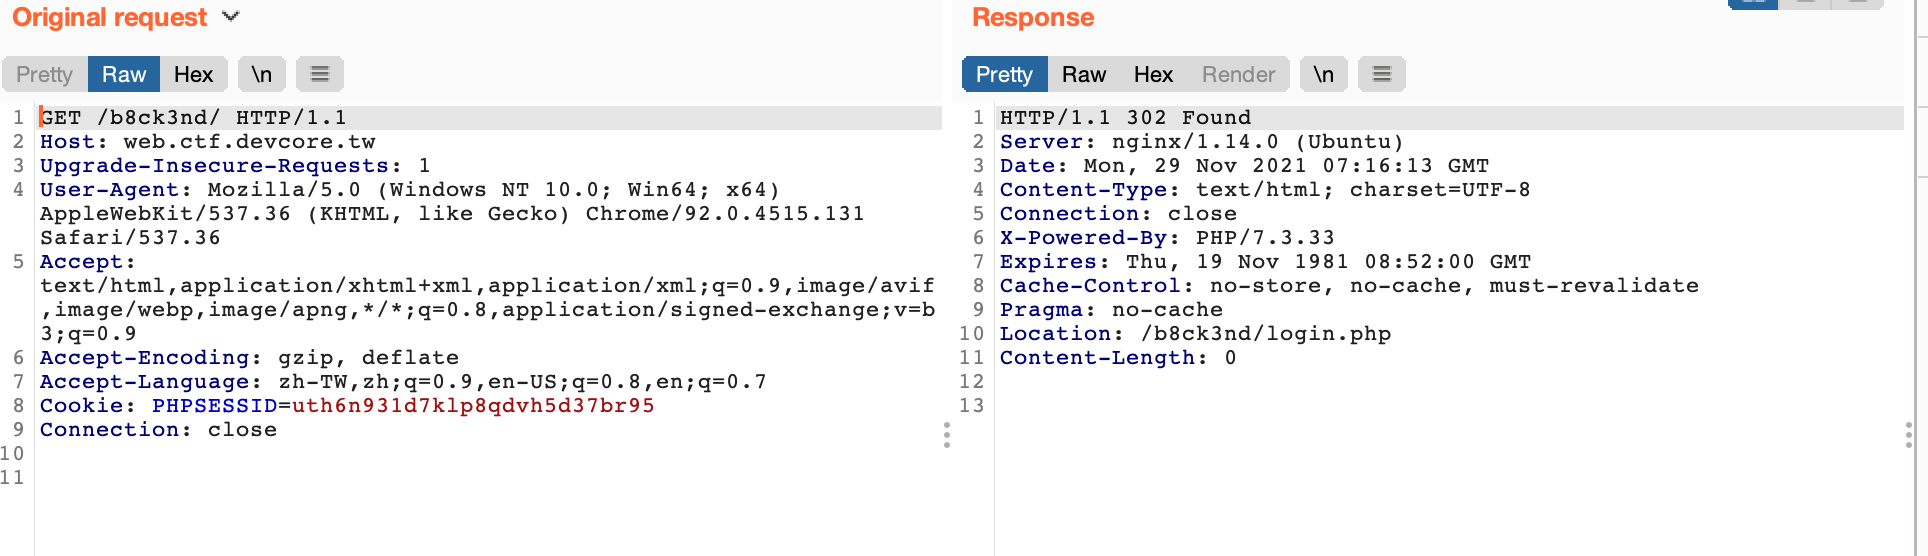 Original request
Pretty Raw Hex \n
1 GET /b8ck3nd/ HTTP/1.1
2 Host: web.ctf.devcore.tw
3 Upgrade-Insecure-Requests: 1
4 User-Agent: Mozilla/5.0 (Windows NT 10.0; Win64; x64)
AppleWebKit/537.36 (KHTML, like Gecko) Chrome/92.0.4515.131
Safari/537.36
5 Accept:
text/html,application/xhtml+xml,application/xml;q=0.9,image/avif
,image/webp,image/apng,*/*;q=0.8,application/signed-exchange;v=b
3;q=0.9
6 Accept-Encoding: gzip, deflate
7 Accept-Language: zh-TW,zh;q=0.9,en-US;q=0.8,en;q=0.7
8 Cookie: PHPSESSID=uth6n931d7klp8qdvh5d37br95
9 Connection: close
10
11
Response
Pretty Raw Hex Render \n
1 HTTP/1.1 302 Found
2 Server: nginx/1.14.0 (Ubuntu)
3 Date: Mon, 29 Nov 2021 07:16:13 GMT
4 Content-Type: text/html; charset=UTF-8
5 Connection: close
6 X-Powered-By: PHP/7.3.33
7 Expires: Thu, 19 Nov 1981 08:52:00 GMT
8 Cache-Control: no-store, no-cache, must-revalidate
9 Pragma: no-cache
10 Location: /b8ck3nd/login.php
11 Content-Length: 0
12
13